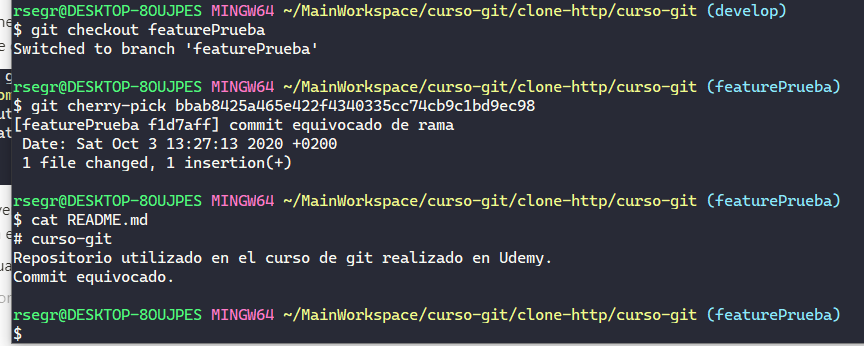 rsegr@DESKTOP-8OUJPES MINGW64 ~/MainWorkspace/curso-git/clone-http/curso-git (develop)
$ git checkout featurePrueba
Switched to branch 'featurePrueba'
rsegr@DESKTOP-8OUJPES MINGW64 ~/MainWorkspace/curso-git/clone-http/curso-git (featurePrueba)
$ git cherry-pick bbab8425a465e422f4340335cc74cb9c1bd9ec98
[featurePrueba f1d7aff] commit equivocado de rama
Date: Sat Oct 3 13:27:13 2020 +0200
1 file changed, 1 insertion(+)
rsegr@DESKTOP-8OUJPES MINGW64 ~/MainWorkspace/curso-git/clone-http/curso-git (featurePrueba)
$ cat README.md
# curso-git
Repositorio utilizado en el curso de git realizado en Udemy.
Commit equivocado.
rsegr@DESKTOP-8OUJPES MINGW64 ~/MainWorkspace/curso-git/clone-http/curso-git (featurePrueba)
$